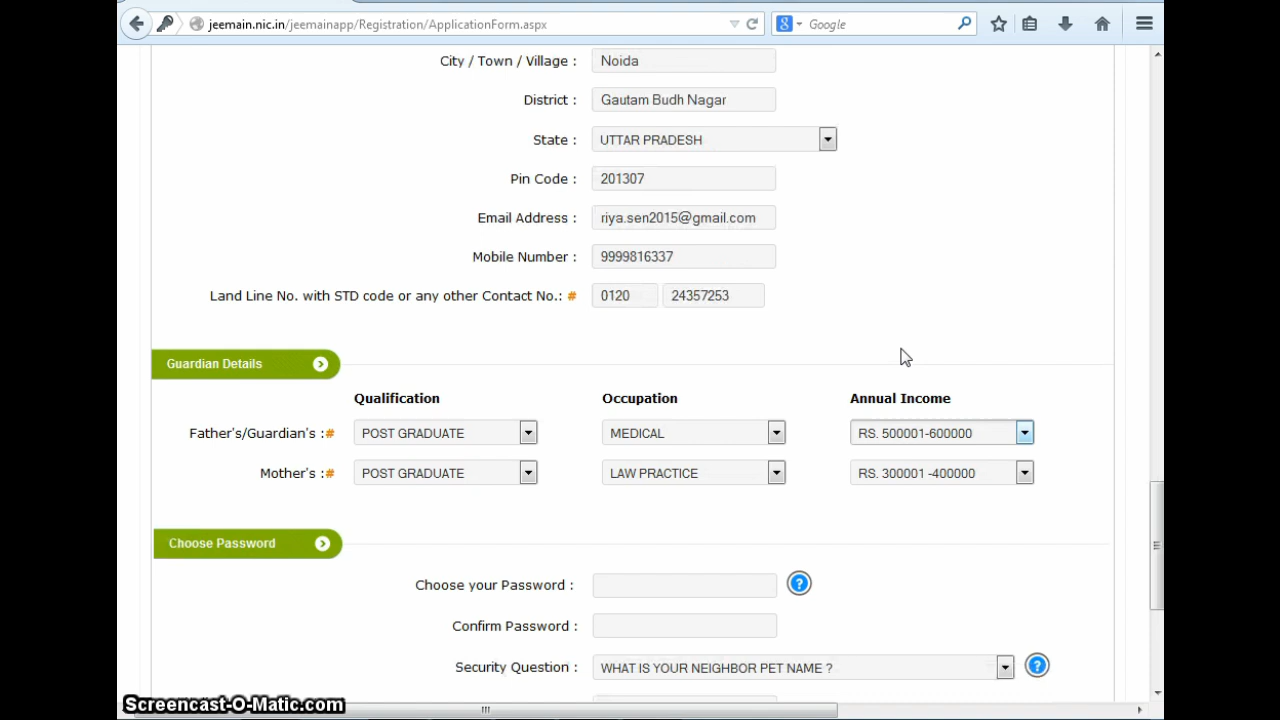 jeemain.nic.in/jeemainapp/Registration/ApplicationForm.aspx
8 Google
City / Town / Village : Noida
District : Gautam Budh Nagar
State : UTTAR PRADESH
Pin Code : 201307
Email Address : riya.sen2015@gmail.com
Mobile Number : 9999816337
Land Line No. with STD code or any other Contact No.: # 0120 24357253
Guardian Details
Qualification Occupation Annual Income
Father's/Guardian's :# POST GRADUATE MEDICAL RS. 500001-600000
Mother's :# POST GRADUATE LAW PRACTICE RS. 300001 -400000
Choose Password
Choose your Password : ?
Confirm Password :
Security Question : WHAT IS YOUR NEIGHBOR PET NAME ? ?
Screencast-O-Matic.com